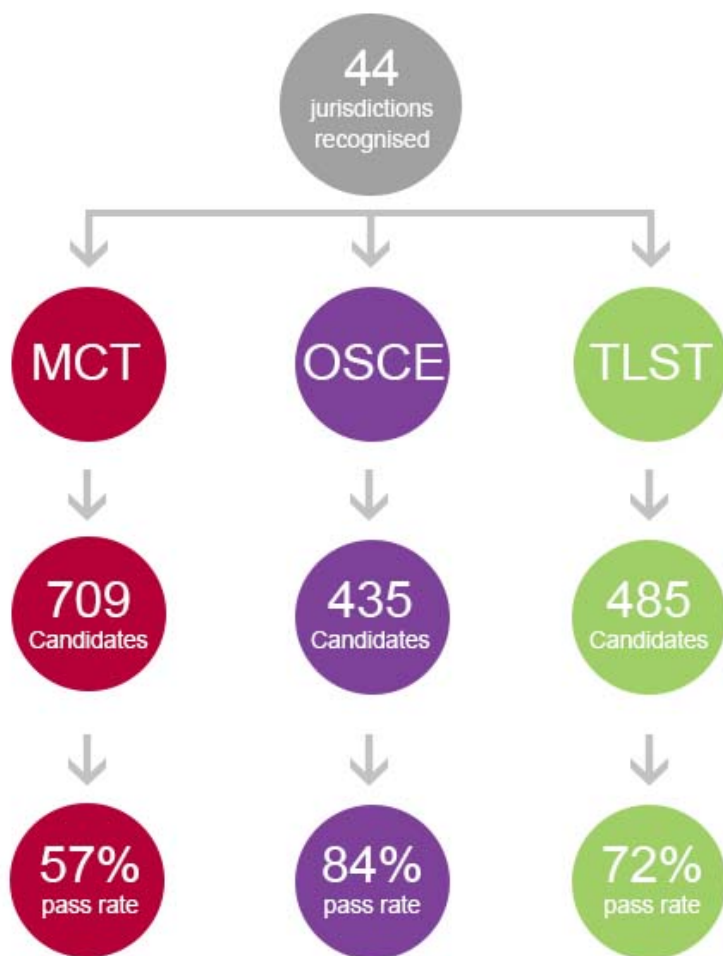 44
jurisdictions
recognised
MCT
OSCE
TLST
709
Candidates
435
Candidates
485
Candidates
57%
pass rate
84%
pass rate
72%
pass rate